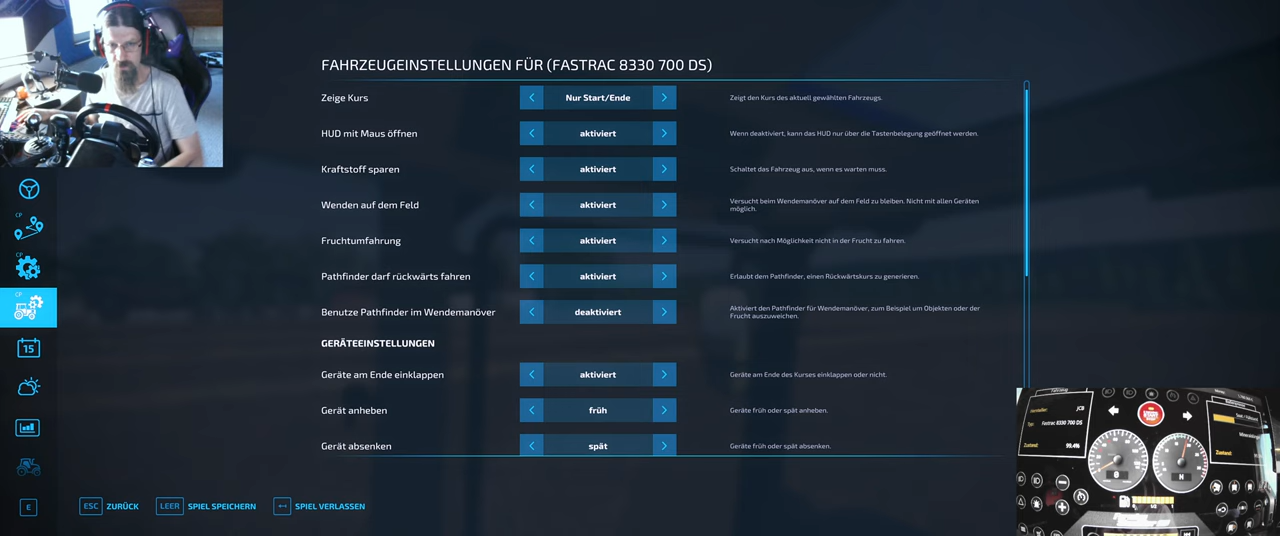 FAHRZEUGEINSTELLUNGEN FÜR (FASTRAC 8330 700 DS)
Zeige Kurs
Nur Start/Ende
Zeigt den Kurs des aktuell gewählten Fahrzeugs.
HUD mit Maus öffnen
aktiviert
Wenn deaktiviert, kann das HUD nur über die Tastenbelegung geöffnet werden.
Kraftstoff sparen
aktiviert
Schaltet das Fahrzeug aus, wenn es warten muss.
Wenden auf dem Feld
aktiviert
Versucht beim Wendemanöver auf dem Feld zu bleiben. Nicht mit allen Geräten
möglich.
Fruchtumfahrung
aktiviert
Versucht nach Möglichkeit nicht in der Frucht zu fahren.
Pathfinder darf rückwärts fahren
aktiviert
Erlaubt dem Pathfinder, einen Rückwärtskurs zu generieren.
Benutze Pathfinder im Wendemanöver
deaktiviert
Aktiviert den Pathfinder für Wendemanöver, zum Beispiel um Objekten oder der
Frucht auszuweichen.
GERÄTEEINSTELLUNGEN
Geräte am Ende einklappen
aktiviert
Geräte am Ende des Kurses einklappen oder nicht.
Gerät anheben
früh
Geräte früh oder spät anheben.
Gerät absenken
spät
Geräte früh oder spät absenken.
CP
CP
CP
15
E
ESC ZURÜCK
LEER SPIEL SPEICHERN
SPIEL VERLASSEN
Fahrzeug
Hersteller: JCB
Typ: Fastrac 8330 700 DS
Zustand: 99.4%
Zustand:
0
N